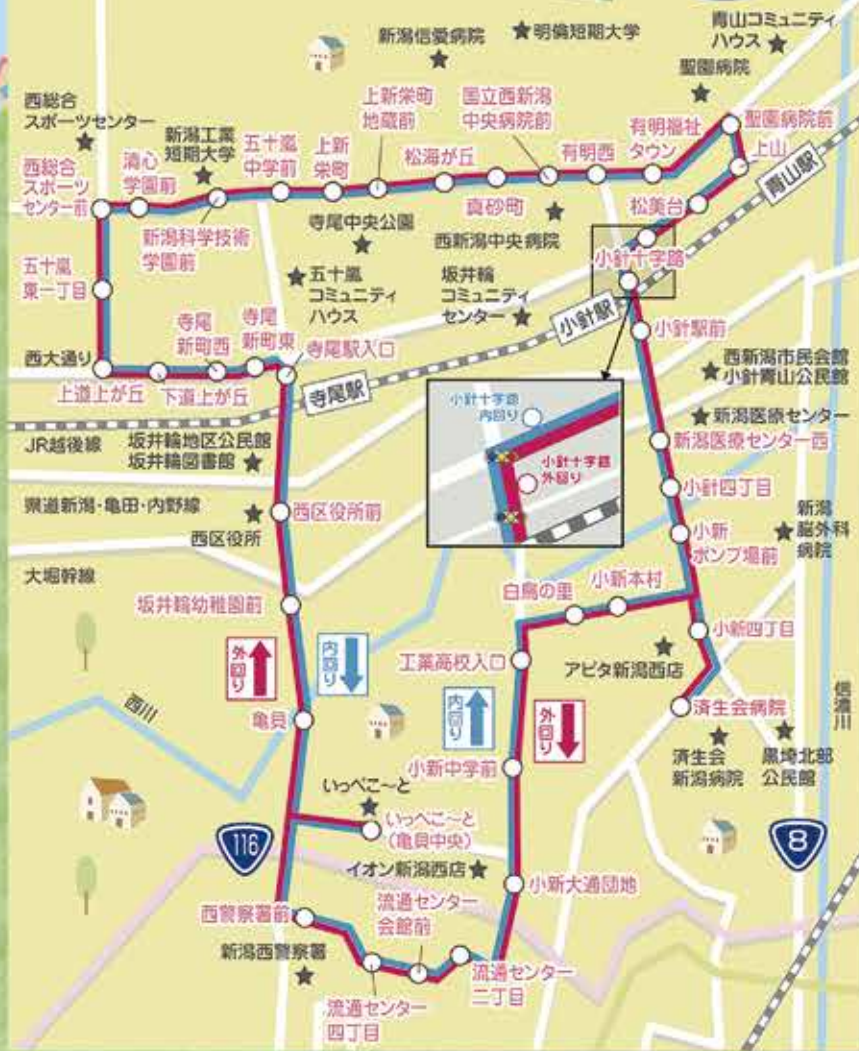 新潟信愛病院
明倫短期大学
青山コミュニティ
ハウス
聖園病院
西総合
スポーツセンター
新潟工業
短期大学
五十嵐
中学前
上新
栄町
上新栄町
地蔵前
松海が丘
国立西新潟
中央病院前
有明西
有明福祉
タウン
聖園病院前
上山
西総合
スポーツ
センター前
清心
学園前
新潟科学技術
学園前
寺尾中央公園
真砂町
西新潟中央病院
松美台
青山駅
小針十字路
五十嵐
東一丁目
五十嵐
コミュニティ
ハウス
坂井輪
コミュニティ
センター
小針駅
小針駅前
寺尾
新町西
寺尾
新町東
寺尾駅入口
西大通り
上道上が丘
下道上が丘
寺尾駅
西新潟市民会館
小針青山公民館
小針十字路
内回り
新潟医療センター
JR越後線
坂井輪地区公民館
坂井輪図書館
新潟医療センター西
小針十字路
外回り
小針四丁目
県道新潟・亀田・内野線
西区役所前
西区役所
小新
ポンプ場前
新潟
脳外科
病院
大堀幹線
坂井輪幼稚園前
白鳥の里
小新本村
小新四丁目
外回り
内回り
工業高校入口
アピタ新潟西店
西川
亀貝
内回り
外回り
済生会病院
信濃川
小新中学前
済生会
新潟病院
黒埼北部
公民館
いっぺこ～と
いっぺこ～と
(亀貝中央)
116
8
イオン新潟西店
小新大通団地
西警察署前
流通センター
会館前
新潟西警察署
流通センター
二丁目
流通センター
四丁目